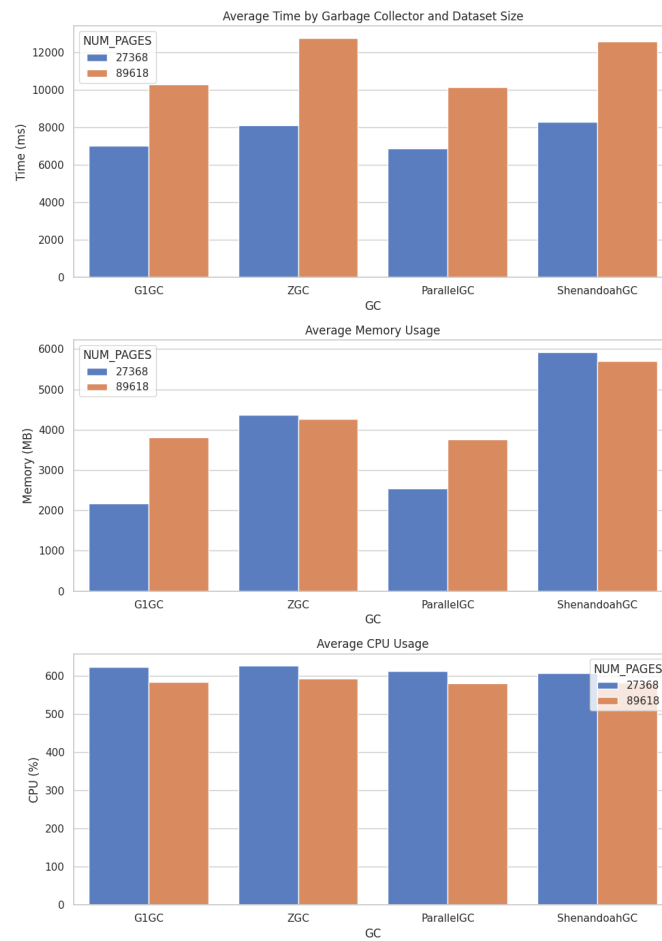 Average Time by Garbage Collector and Dataset Size
NUM_PAGES
27368
89618
12000
10000
8000
6000
4000
2000
0
Time (ms)
G1GC ZGC ParallelGC ShenandoahGC
GC
Average Memory Usage
NUM_PAGES
27368
89618
6000
5000
4000
3000
2000
1000
0
Memory (MB)
G1GC ZGC ParallelGC ShenandoahGC
GC
Average CPU Usage
NUM_PAGES
27368
89618
600
500
400
300
200
100
0
CPU (%)
G1GC ZGC ParallelGC ShenandoahGC
GC